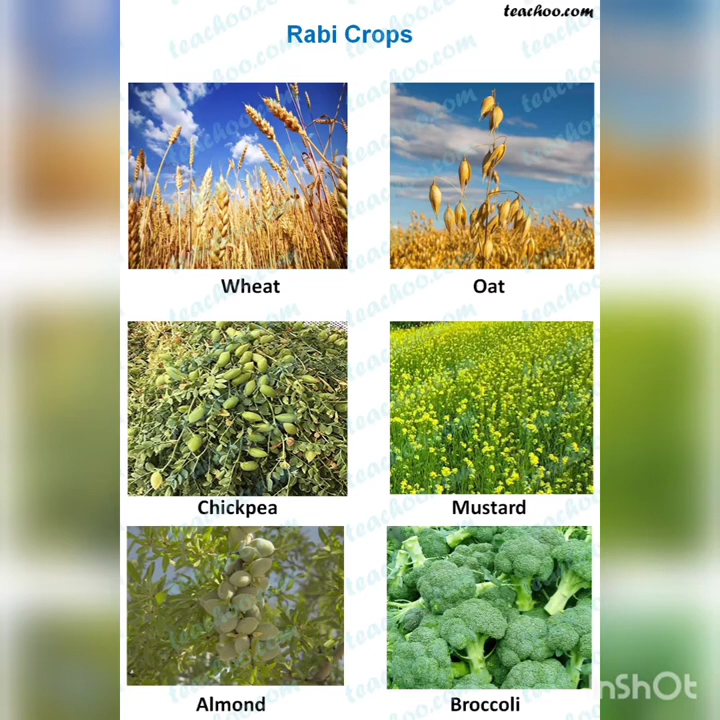 teachoo.com
Rabi Crops
Wheat
Oat
Chickpea
Mustard
Almond
Broccoli
InShOt